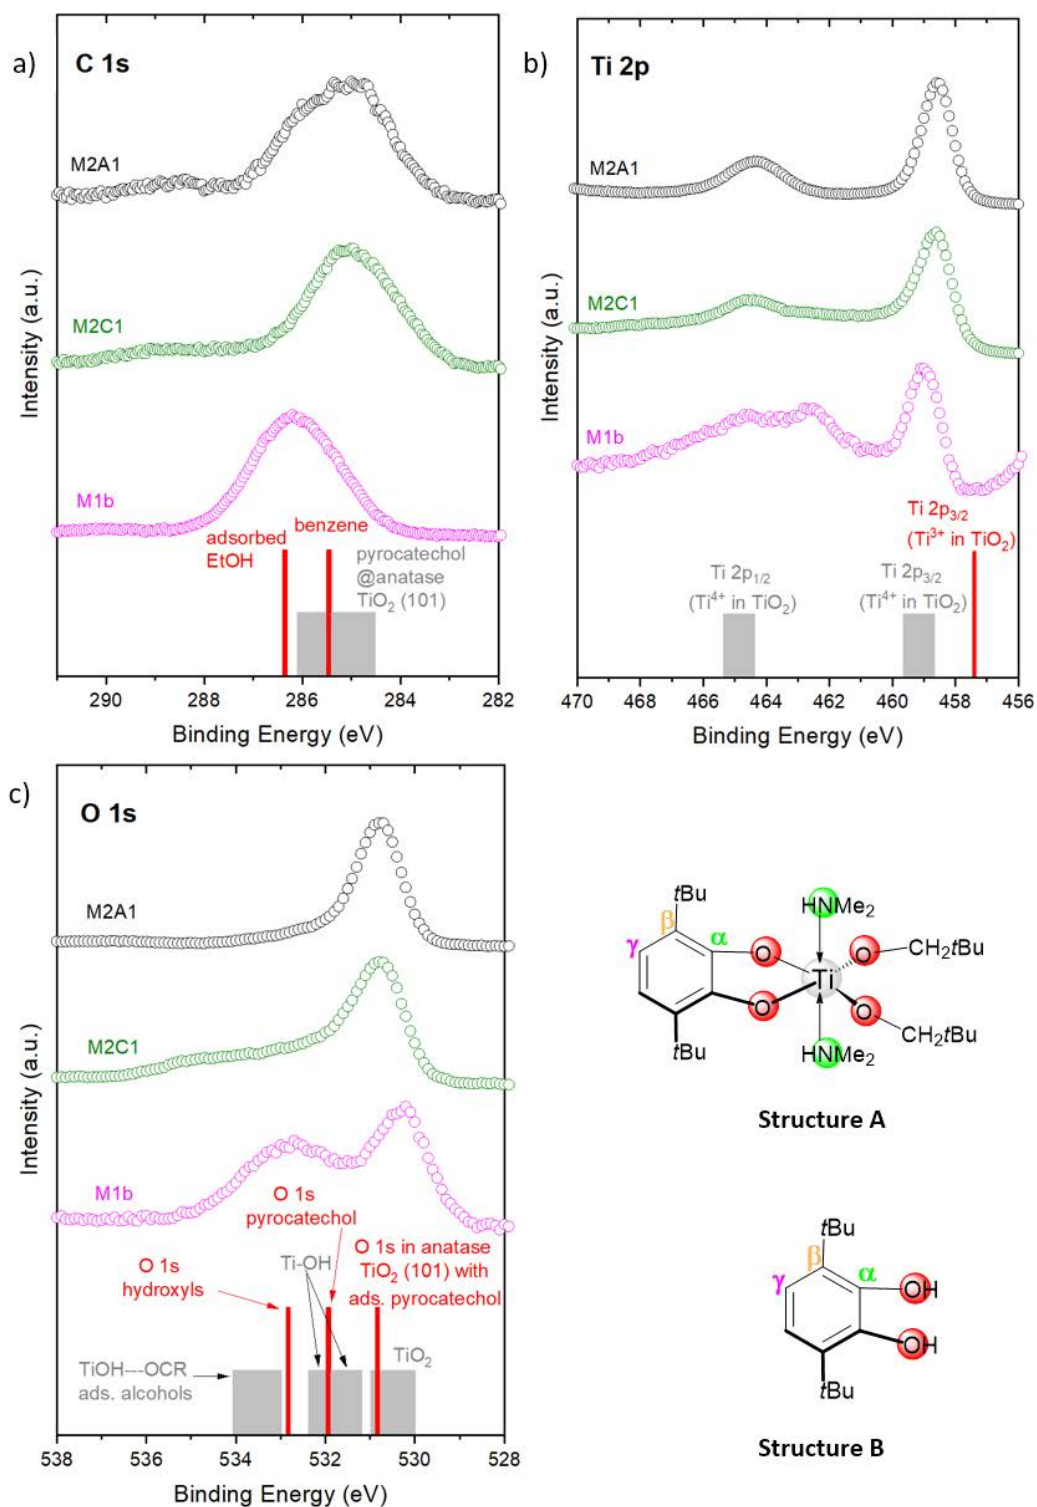 a)
C 1s
M2A1
M2C1
M1b
adsorbed
EtOH
benzene
pyrocatechol
@anatase
TiO2 (101)
Intensity (a.u.)
290 288 286 284 282
Binding Energy (eV)
b)
Ti 2p
M2A1
M2C1
M1b
Ti 2p3/2
(Ti3+ in TiO2)
Ti 2p1/2
(Ti4+ in TiO2)
Ti 2p3/2
(Ti4+ in TiO2)
Intensity (a.u.)
470 468 466 464 462 460 458 456
Binding Energy (eV)
c)
O 1s
M2A1
M2C1
M1b
O 1s
pyrocatechol
O 1s
hydroxyls
Ti-OH
O 1s in anatase
TiO2 (101) with
ads. pyrocatechol
TiO2
TiOH---OCR
ads. alcohols
Intensity (a.u.)
538 536 534 532 530 528
Binding Energy (eV)
tBu
HNMe2
β
γ
α
O
O
CH2tBu
Ti
O
O
CH2tBu
tBu
HNMe2
Structure A
tBu
β
α
γ
OH
OH
tBu
Structure B